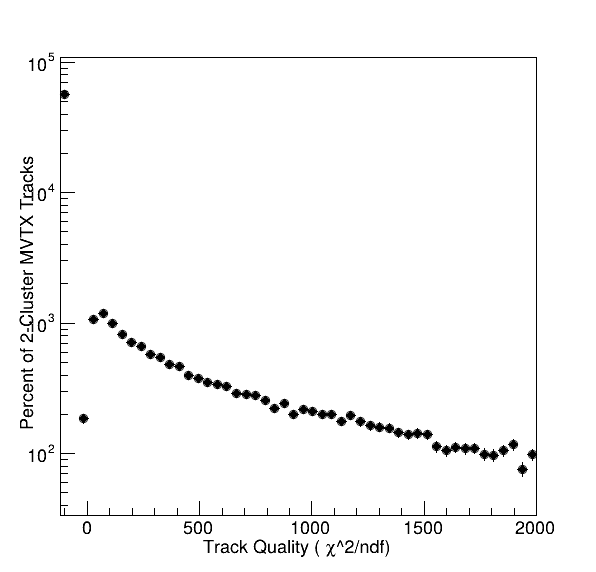 10^5
10^4
10^3
10^2
Percent of 2-Cluster MVTX Tracks
0 500 1000 1500 2000
Track Quality ( χ^2/ndf)